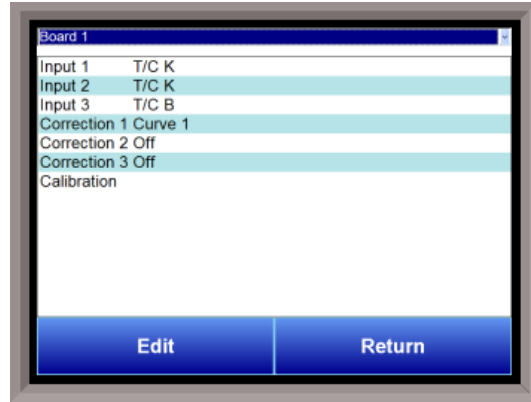 Board 1
Input 1 T/C K
Input 2 T/C K
Input 3 T/C B
Correction 1 Curve 1
Correction 2 Off
Correction 3 Off
Calibration
Edit Return